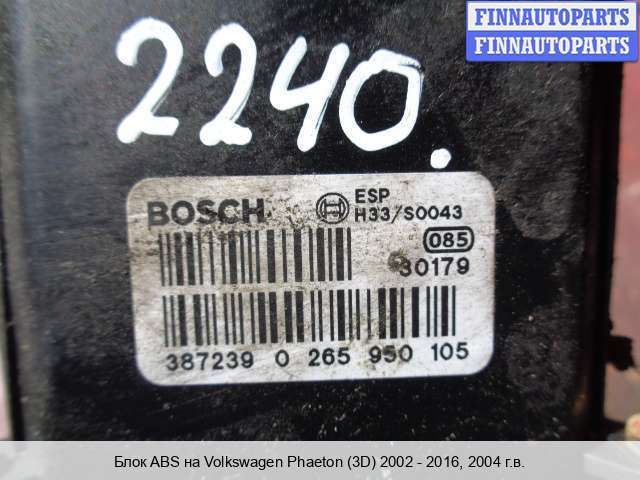 FINNAUTOPARTS
FINNAUTOPARTS
2240.
BOSCH ESP
H33/S0043
085
30179
387239 0 265 950 105
Блок ABS на Volkswagen Phaeton (3D) 2002 - 2016, 2004 г.в.